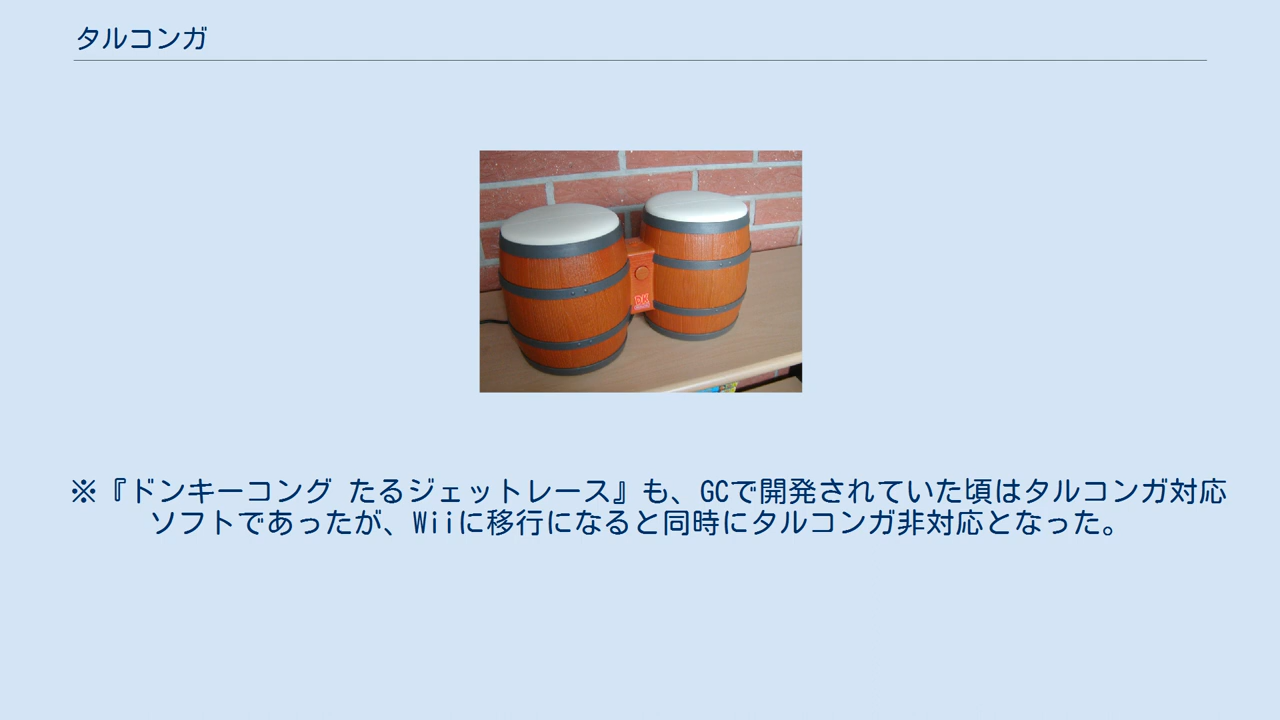 タルコンガ
DK
※『ドンキーコング たるジェットレース』も、GCで開発されていた頃はタルコンガ対応
ソフトであったが、Wiiに移行になると同時にタルコンガ非対応となった。